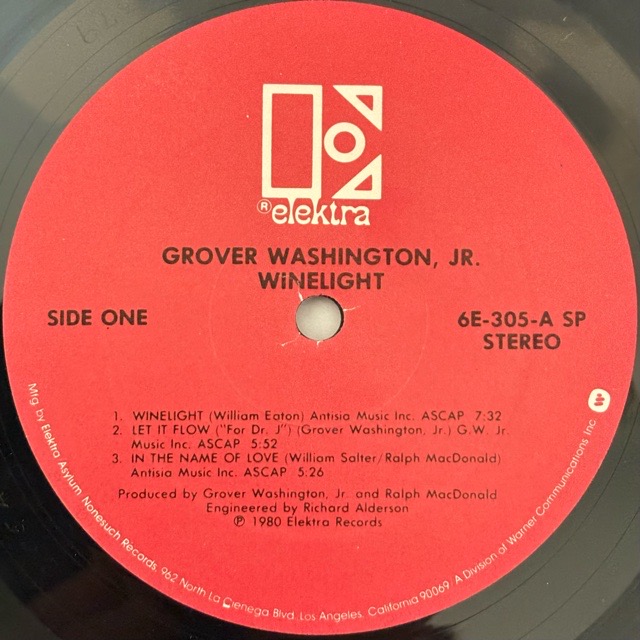 ® elektra
GROVER WASHINGTON, JR.
WiNELIGHT
SIDE ONE
6E-305-A SP
STEREO
1. WINELIGHT (William Eaton) Antisia Music Inc. ASCAP 7:32
2. LET IT FLOW ("For Dr. J") (Grover Washington, Jr.) G.W. Jr.
Music Inc. ASCAP 5:52
3. IN THE NAME OF LOVE (William Salter/Ralph MacDonald)
Antisia Music Inc. ASCAP 5:26
Produced by Grover Washington, Jr. and Ralph MacDonald
Engineered by Richard Alderson
℗ 1980 Elektra Records
Mfg. by Elektra Asylum Nonesuch Records, 962 North La Cienega Blvd. Los Angeles, California 90069 A Division of Warner Communications Inc.